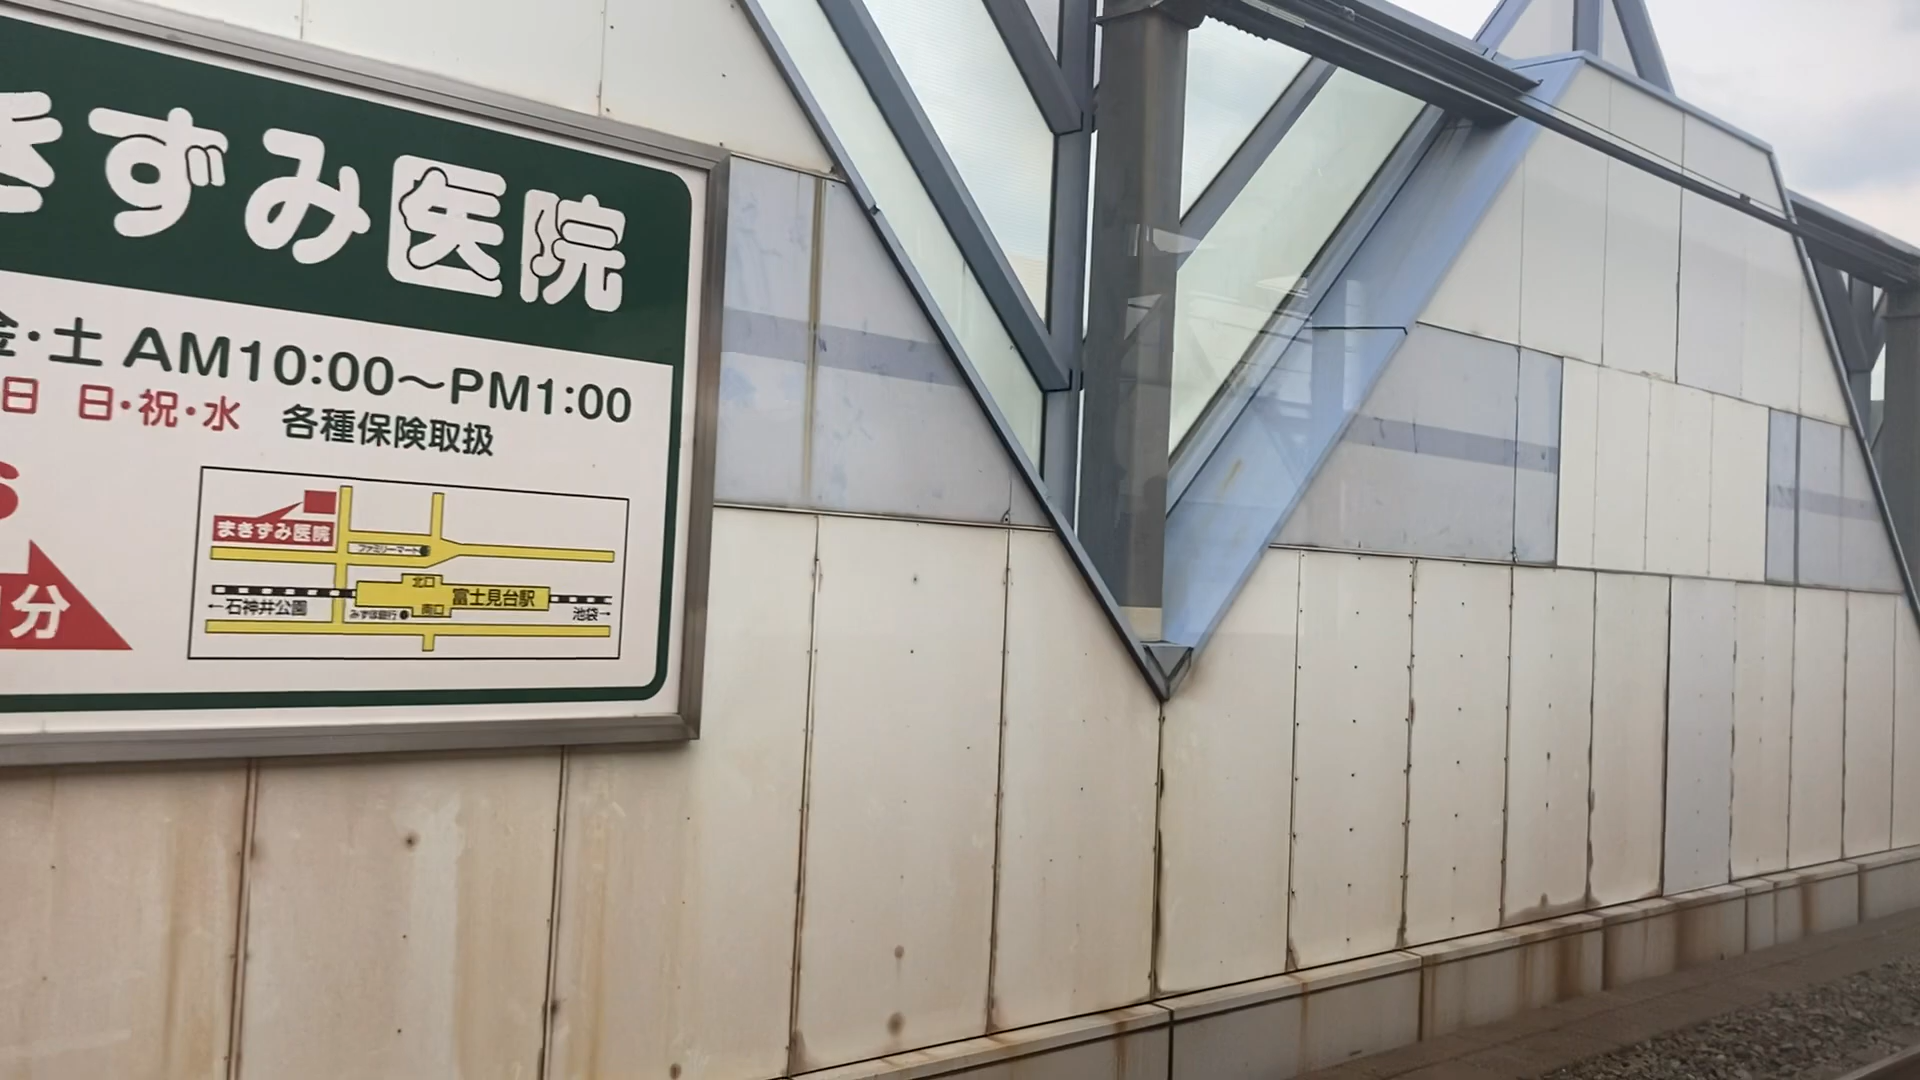 きずみ医院
金・土 AM10:00〜PM1:00
日 日・祝・水 各種保険取扱
まきずみ医院
ファミリーマート
北口
富士見台駅
←石神井公園
みずほ銀行
南口
池袋→
分